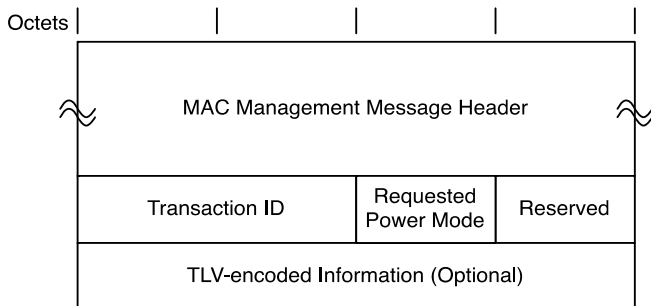 Octets
MAC Management Message Header
Transaction ID
Requested
Power Mode
Reserved
TLV-encoded Information (Optional)